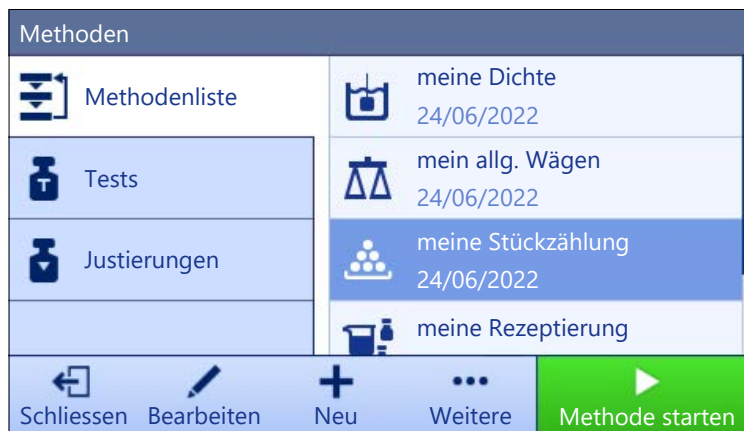 Methoden
Methodenliste
Tests
Justierungen
meine Dichte
24/06/2022
mein allg. Wägen
24/06/2022
meine Stückzählung
24/06/2022
meine Rezeptierung
Schliessen
Bearbeiten
Neu
Weitere
Methode starten